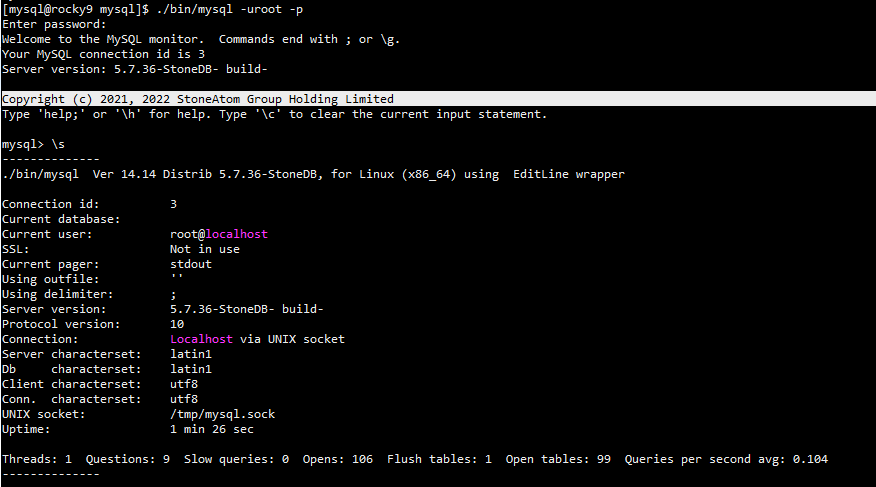 [mysql@rocky9 mysql]$ ./bin/mysql -uroot -p
Enter password:
Welcome to the MySQL monitor.  Commands end with ; or \g.
Your MySQL connection id is 3
Server version: 5.7.36-StoneDB- build-

Copyright (c) 2021, 2022 StoneAtom Group Holding Limited
Type 'help;' or '\h' for help. Type '\c' to clear the current input statement.

mysql> \s
--------------
./bin/mysql  Ver 14.14 Distrib 5.7.36-StoneDB, for Linux (x86_64) using  EditLine wrapper

Connection id:          3
Current database:
Current user:           root@localhost
SSL:                    Not in use
Current pager:          stdout
Using outfile:          ''
Using delimiter:        ;
Server version:         5.7.36-StoneDB- build-
Protocol version:       10
Connection:             Localhost via UNIX socket
Server characterset:    latin1
Db     characterset:    latin1
Client characterset:    utf8
Conn.  characterset:    utf8
UNIX socket:            /tmp/mysql.sock
Uptime:                 1 min 26 sec

Threads: 1  Questions: 9  Slow queries: 0  Opens: 106  Flush tables: 1  Open tables: 99  Queries per second avg: 0.104
--------------